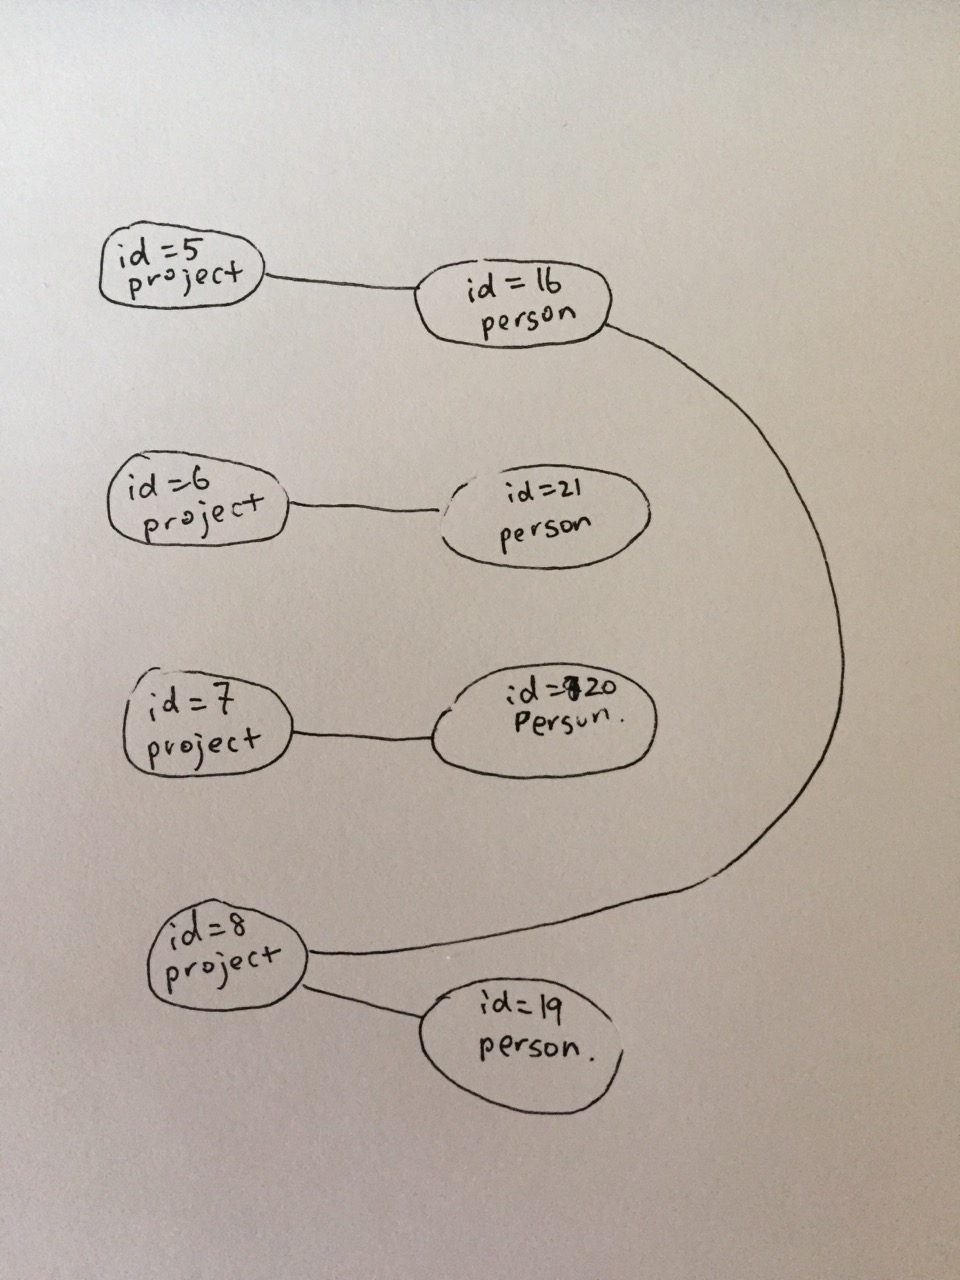 id = 5
project
id = 16
person
id = 6
project
id = 21
person
id = 7
project
id = 20
Person.
id = 8
project
id = 19
person.